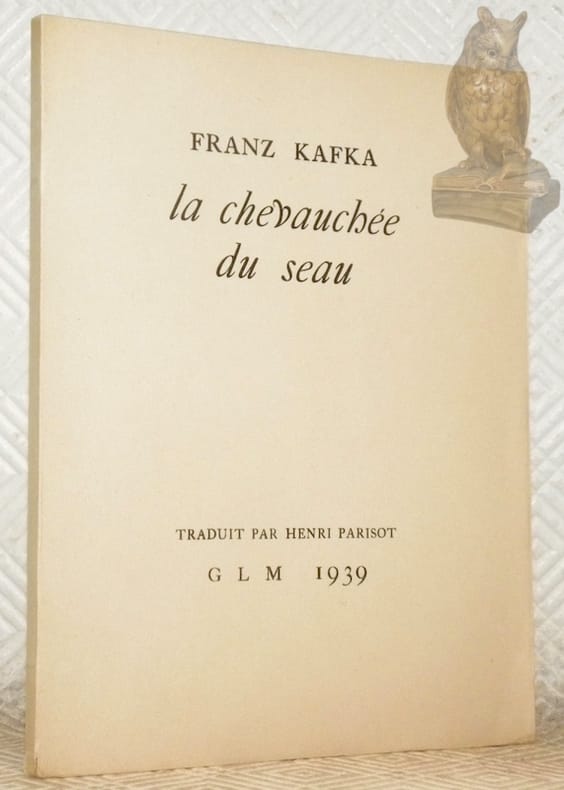 FRANZ KAFKA
la chevauchée
du seau
TRADUIT PAR HENRI PARISOT
G L M 1939